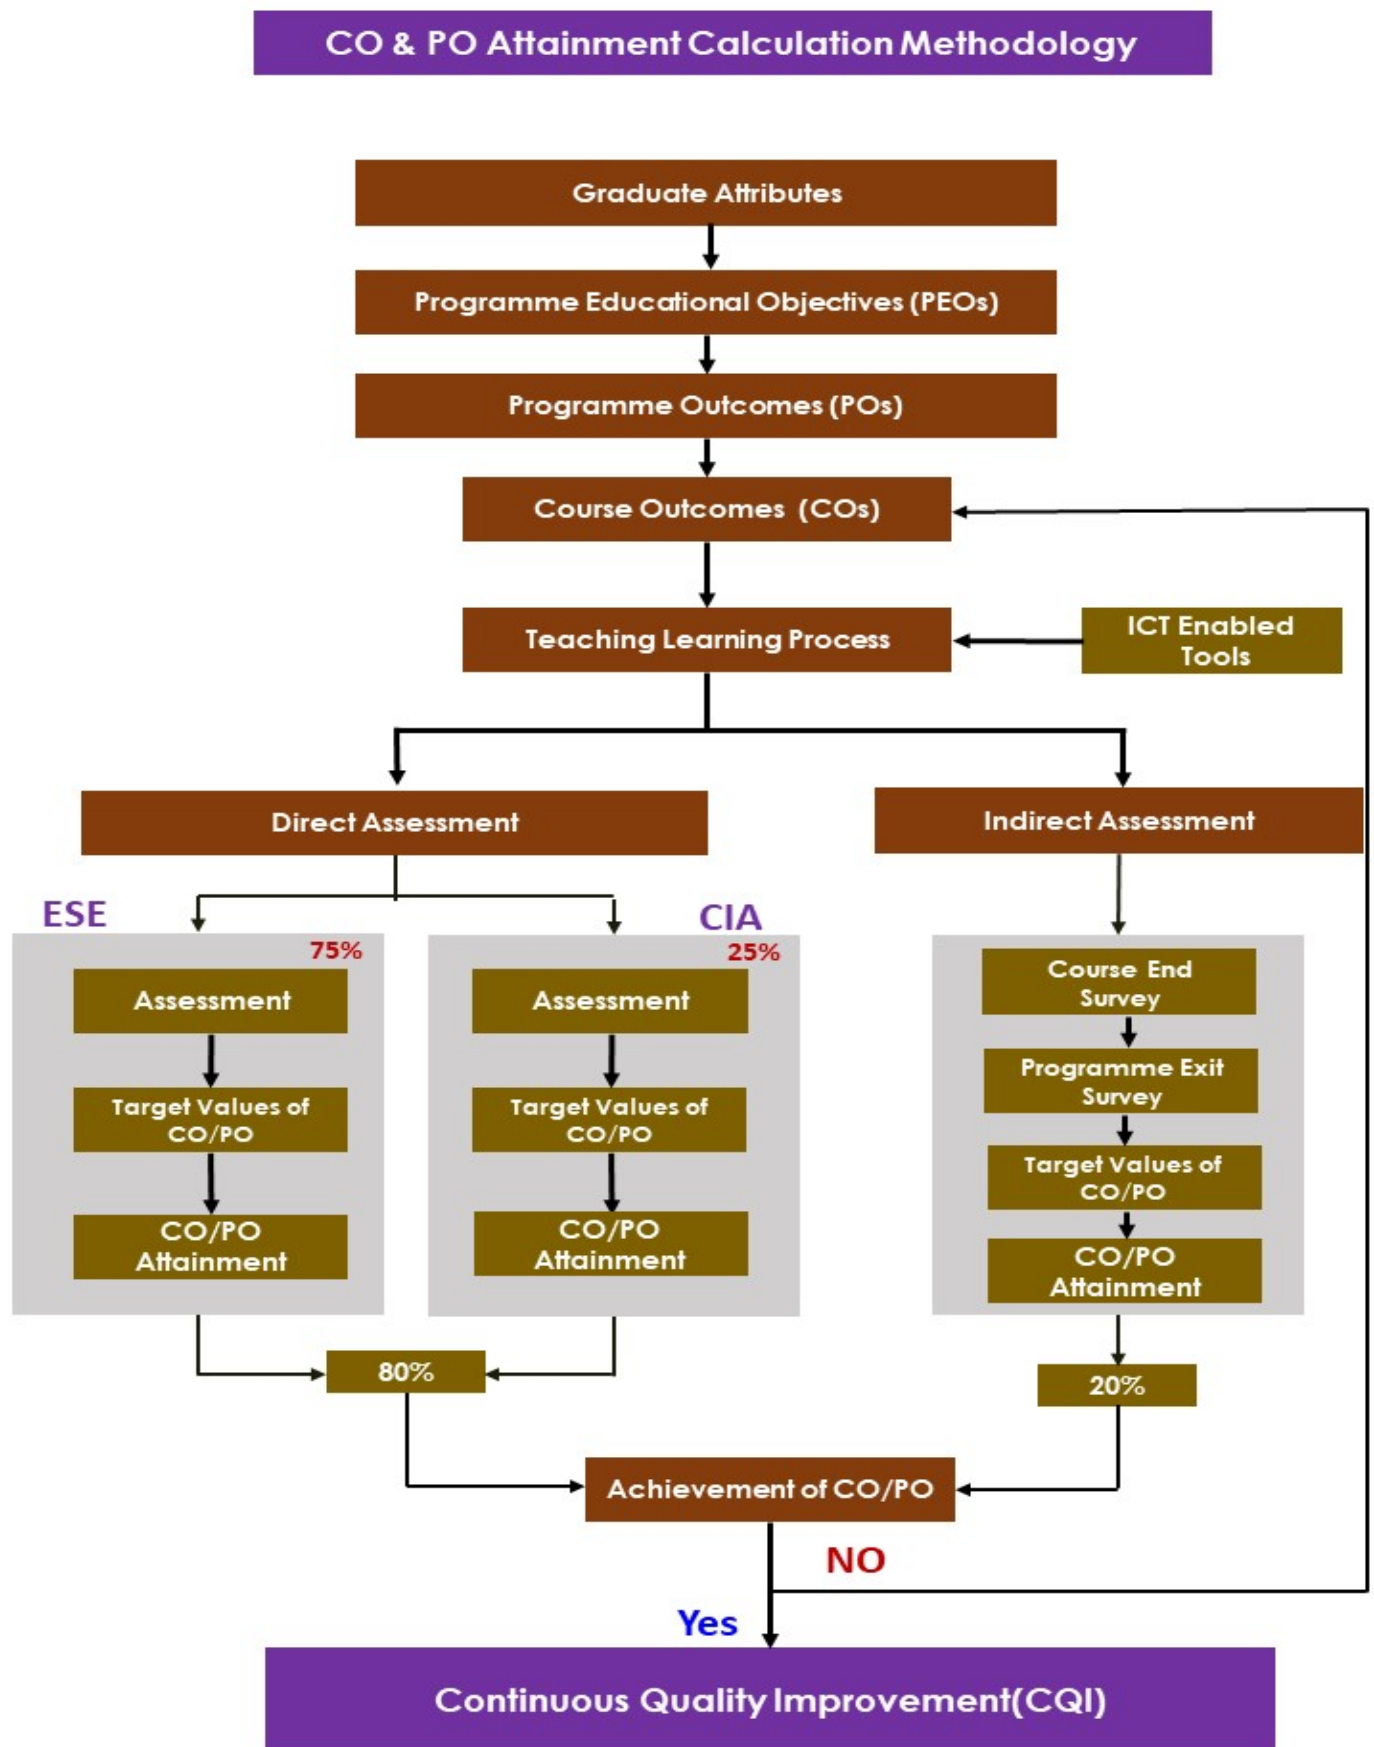 CO & PO Attainment Calculation Methodology
Graduate Attributes
Programme Educational Objectives (PEOs)
Programme Outcomes (POs)
Course Outcomes (COs)
Teaching Learning Process
ICT Enabled
Tools
Direct Assessment
Indirect Assessment
ESE
75%
Assessment
Target Values of
CO/PO
CO/PO
Attainment
CIA
25%
Assessment
Target Values of
CO/PO
CO/PO
Attainment
Course End
Survey
Programme Exit
Survey
Target Values of
CO/PO
CO/PO
Attainment
80%
20%
Achievement of CO/PO
NO
Yes
Continuous Quality Improvement(CQI)